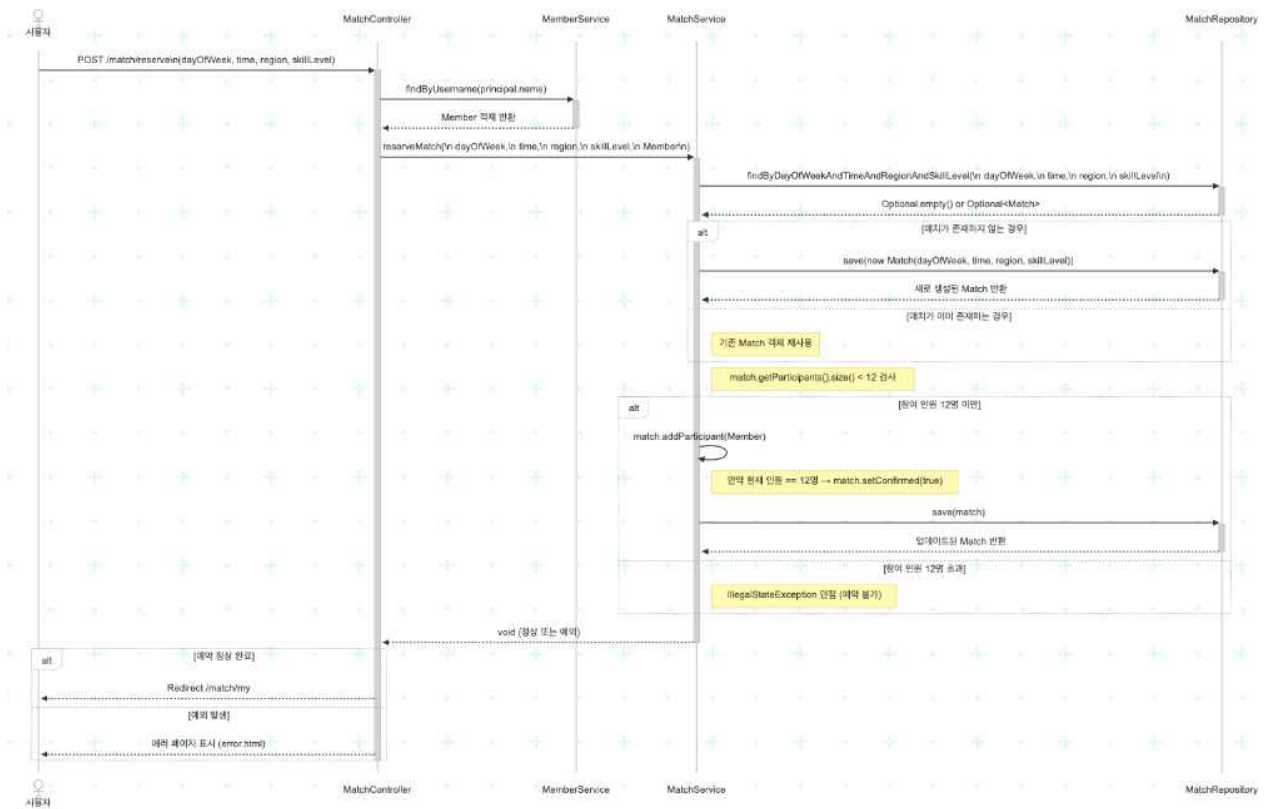 사용자
MatchController
MemberService
MatchService
MatchRepository
POST /match/reserve\n(dayOfWeek, time, region, skillLevel)
findByUsername(principal.name)
Member 객체 반환
reserveMatch(\n dayOfWeek,\n time,\n region,\n skillLevel,\n Member\n)
findByDayOfWeekAndTimeAndRegionAndSkillLevel(\n dayOfWeek,\n time,\n region,\n skillLevel\n)
Optional.empty() or Optional<Match>
alt
[매치가 존재하지 않는 경우]
save(new Match(dayOfWeek, time, region, skillLevel))
새로 생성된 Match 반환
[매치가 이미 존재하는 경우]
기존 Match 객체 재사용
match.getParticipants().size() < 12 검사
alt
[참여 인원 12명 미만]
match.addParticipant(Member)
만약 현재 인원 == 12명 → match.setConfirmed(true)
save(match)
업데이트된 Match 반환
[참여 인원 12명 초과]
IllegalStateException 던짐 (예약 불가)
void (정상 또는 예외)
alt
[예약 정상 완료]
Redirect /match/my
[예외 발생]
에러 페이지 표시 (error.html)
사용자
MatchController
MemberService
MatchService
MatchRepository